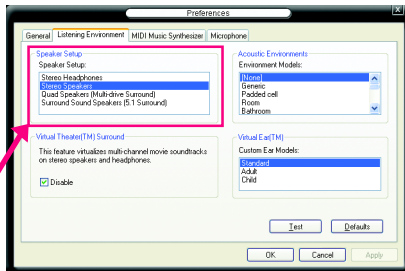 Preferences
X
General Listening Environment MIDI Music Synthesizer Microphone
Speaker Setup
Speaker Setup:
Stereo Headphones
Stereo Speakers
Quad Speakers (Multi-drive Surround)
Surround Sound Speakers (5.1 Surround)
Acoustic Environments
Environment Models:
[None]
Generic
Padded cell
Room
Bathroom
Virtual Theater(TM) Surround
This feature virtualizes multi-channel movie soundtracks
on stereo speakers and headphones.
Disable
Virtual Ear(TM)
Custom Ear Models:
Standard
Adult
Child
Test Defaults
OK Cancel Apply